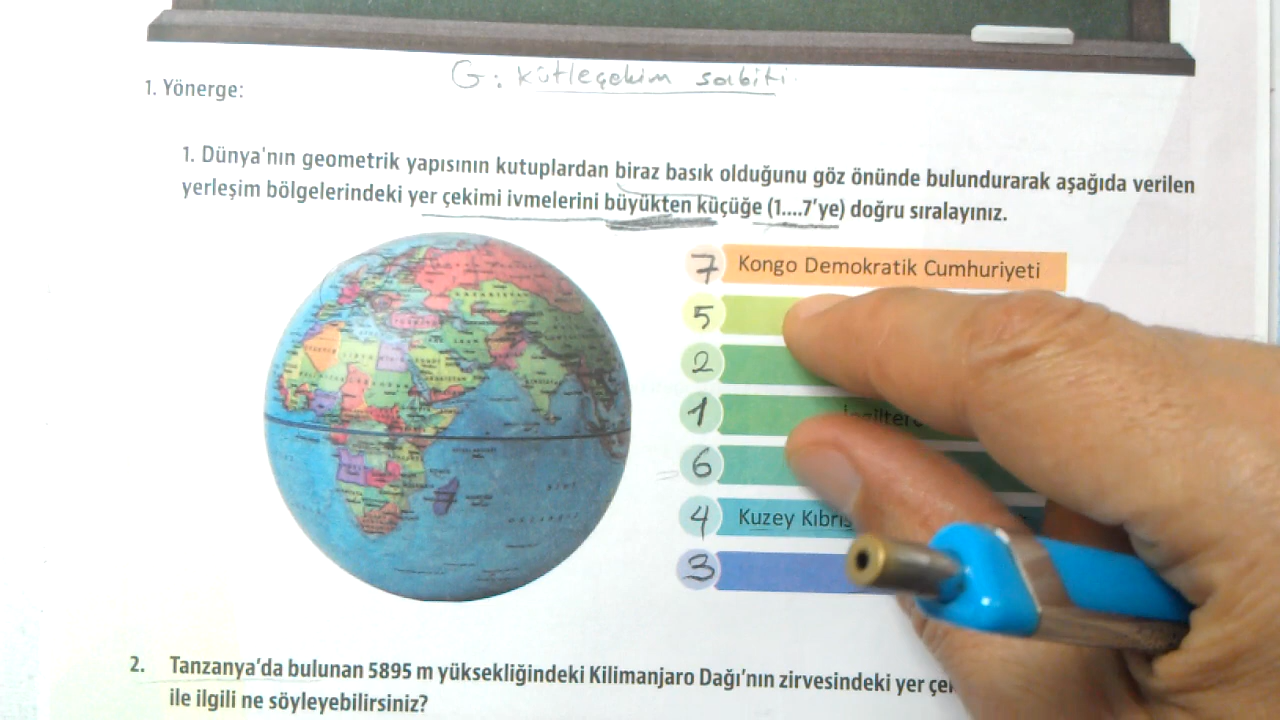 G: kütleçekim sabiti
1. Yönerge:
1. Dünya'nın geometrik yapısının kutuplardan biraz basık olduğunu göz önünde bulundurarak aşağıda verilen
yerleşim bölgelerindeki yer çekimi ivmelerini büyükten küçüğe (1....7'ye) doğru sıralayınız.
7 Kongo Demokratik Cumhuriyeti
5
2
1
6
4 Kuzey
3
2. Tanzanya'da bulunan 5895 m yüksekliğindeki Kilimanjaro Dağı'nın zirvesindeki yer
ile ilgili ne söyleyebilirsiniz?